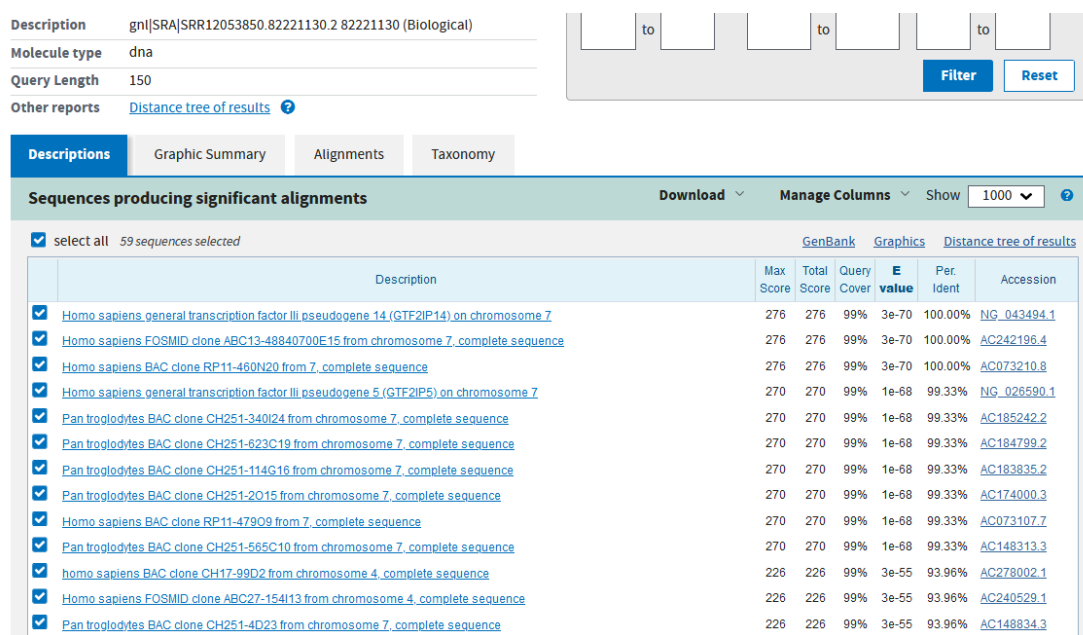 Description gnl|SRA|SRR12053850.82221130.2 82221130 (Biological)
to to to
Molecule type dna
Query Length 150
Filter Reset
Other reports Distance tree of results ?
Descriptions Graphic Summary Alignments Taxonomy
Sequences producing significant alignments Download Manage Columns Show 1000 ?
select all 59 sequences selected GenBank Graphics Distance tree of results
Description Max Score Total Score Query Cover E value Per. Ident Accession
Homo sapiens general transcription factor IIi pseudogene 14 (GTF2IP14) on chromosome 7 276 276 99% 3e-70 100.00% NG_043494.1
Homo sapiens FOSMID clone ABC13-48840700E15 from chromosome 7, complete sequence 276 276 99% 3e-70 100.00% AC242196.4
Homo sapiens BAC clone RP11-460N20 from 7, complete sequence 276 276 99% 3e-70 100.00% AC073210.8
Homo sapiens general transcription factor IIi pseudogene 5 (GTF2IP5) on chromosome 7 270 270 99% 1e-68 99.33% NG_026590.1
Pan troglodytes BAC clone CH251-340I24 from chromosome 7, complete sequence 270 270 99% 1e-68 99.33% AC185242.2
Pan troglodytes BAC clone CH251-623C19 from chromosome 7, complete sequence 270 270 99% 1e-68 99.33% AC184799.2
Pan troglodytes BAC clone CH251-114G16 from chromosome 7, complete sequence 270 270 99% 1e-68 99.33% AC183835.2
Pan troglodytes BAC clone CH251-2O15 from chromosome 7, complete sequence 270 270 99% 1e-68 99.33% AC174000.3
Homo sapiens BAC clone RP11-479O9 from 7, complete sequence 270 270 99% 1e-68 99.33% AC073107.7
Pan troglodytes BAC clone CH251-565C10 from chromosome 7, complete sequence 270 270 99% 1e-68 99.33% AC148313.3
homo sapiens BAC clone CH17-99D2 from chromosome 4, complete sequence 226 226 99% 3e-55 93.96% AC278002.1
Homo sapiens FOSMID clone ABC27-154I13 from chromosome 4, complete sequence 226 226 99% 3e-55 93.96% AC240529.1
Pan troglodytes BAC clone CH251-4D23 from chromosome 7, complete sequence 226 226 99% 3e-55 93.96% AC148834.3